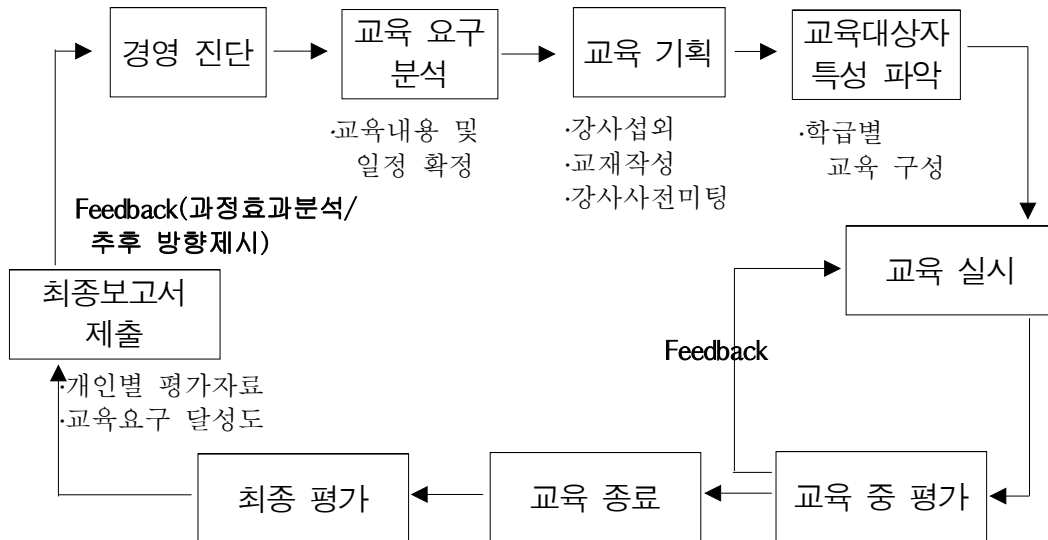 경영 진단
교육 요구
분석
·교육내용 및
일정 확정
교육 기획
·강사섭외
·교재작성
·강사사전미팅
교육대상자
특성 파악
·학급별
교육 구성
Feedback(과정효과분석/
추후 방향제시)
교육 실시
최종보고서
제출
·개인별 평가자료
·교육요구 달성도
Feedback
최종 평가
교육 종료
교육 중 평가